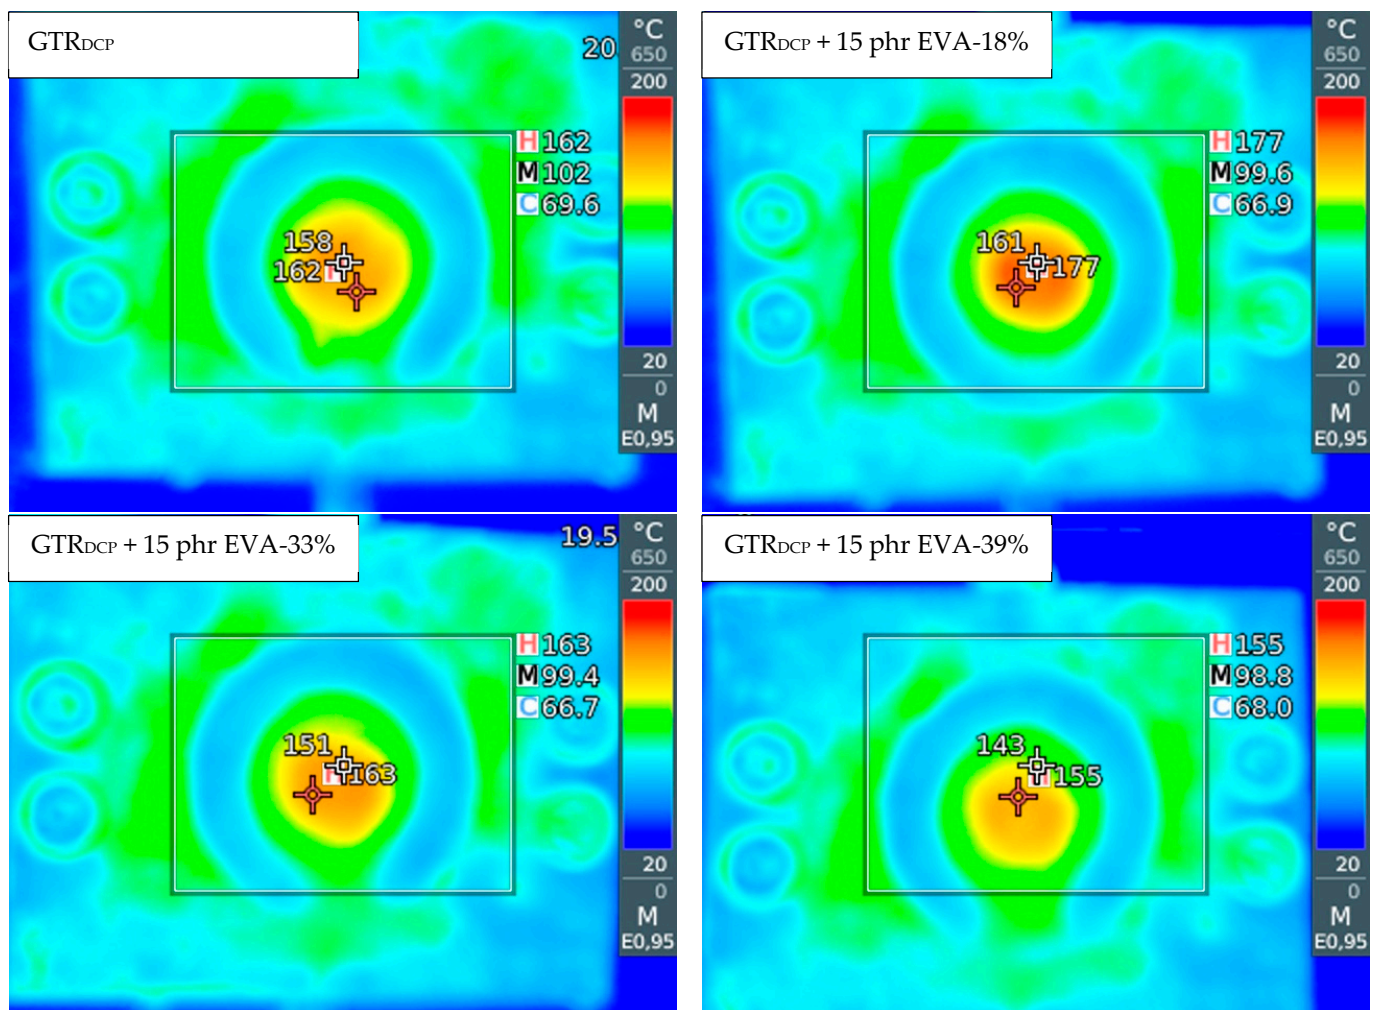 GTRDCP
20
°C
650
200
H 162
M 102
C 69.6
158
162
20
0
M
E0,95
GTRDCP + 15 phr EVA-18%
°C
650
200
H 177
M 99.6
C 66.9
161
177
20
0
M
E0,95
GTRDCP + 15 phr EVA-33%
19.5
°C
650
200
H 163
M 99.4
C 66.7
151
163
20
0
M
E0,95
GTRDCP + 15 phr EVA-39%
°C
650
200
H 155
M 98.8
C 68.0
143
155
20
0
M
E0,95